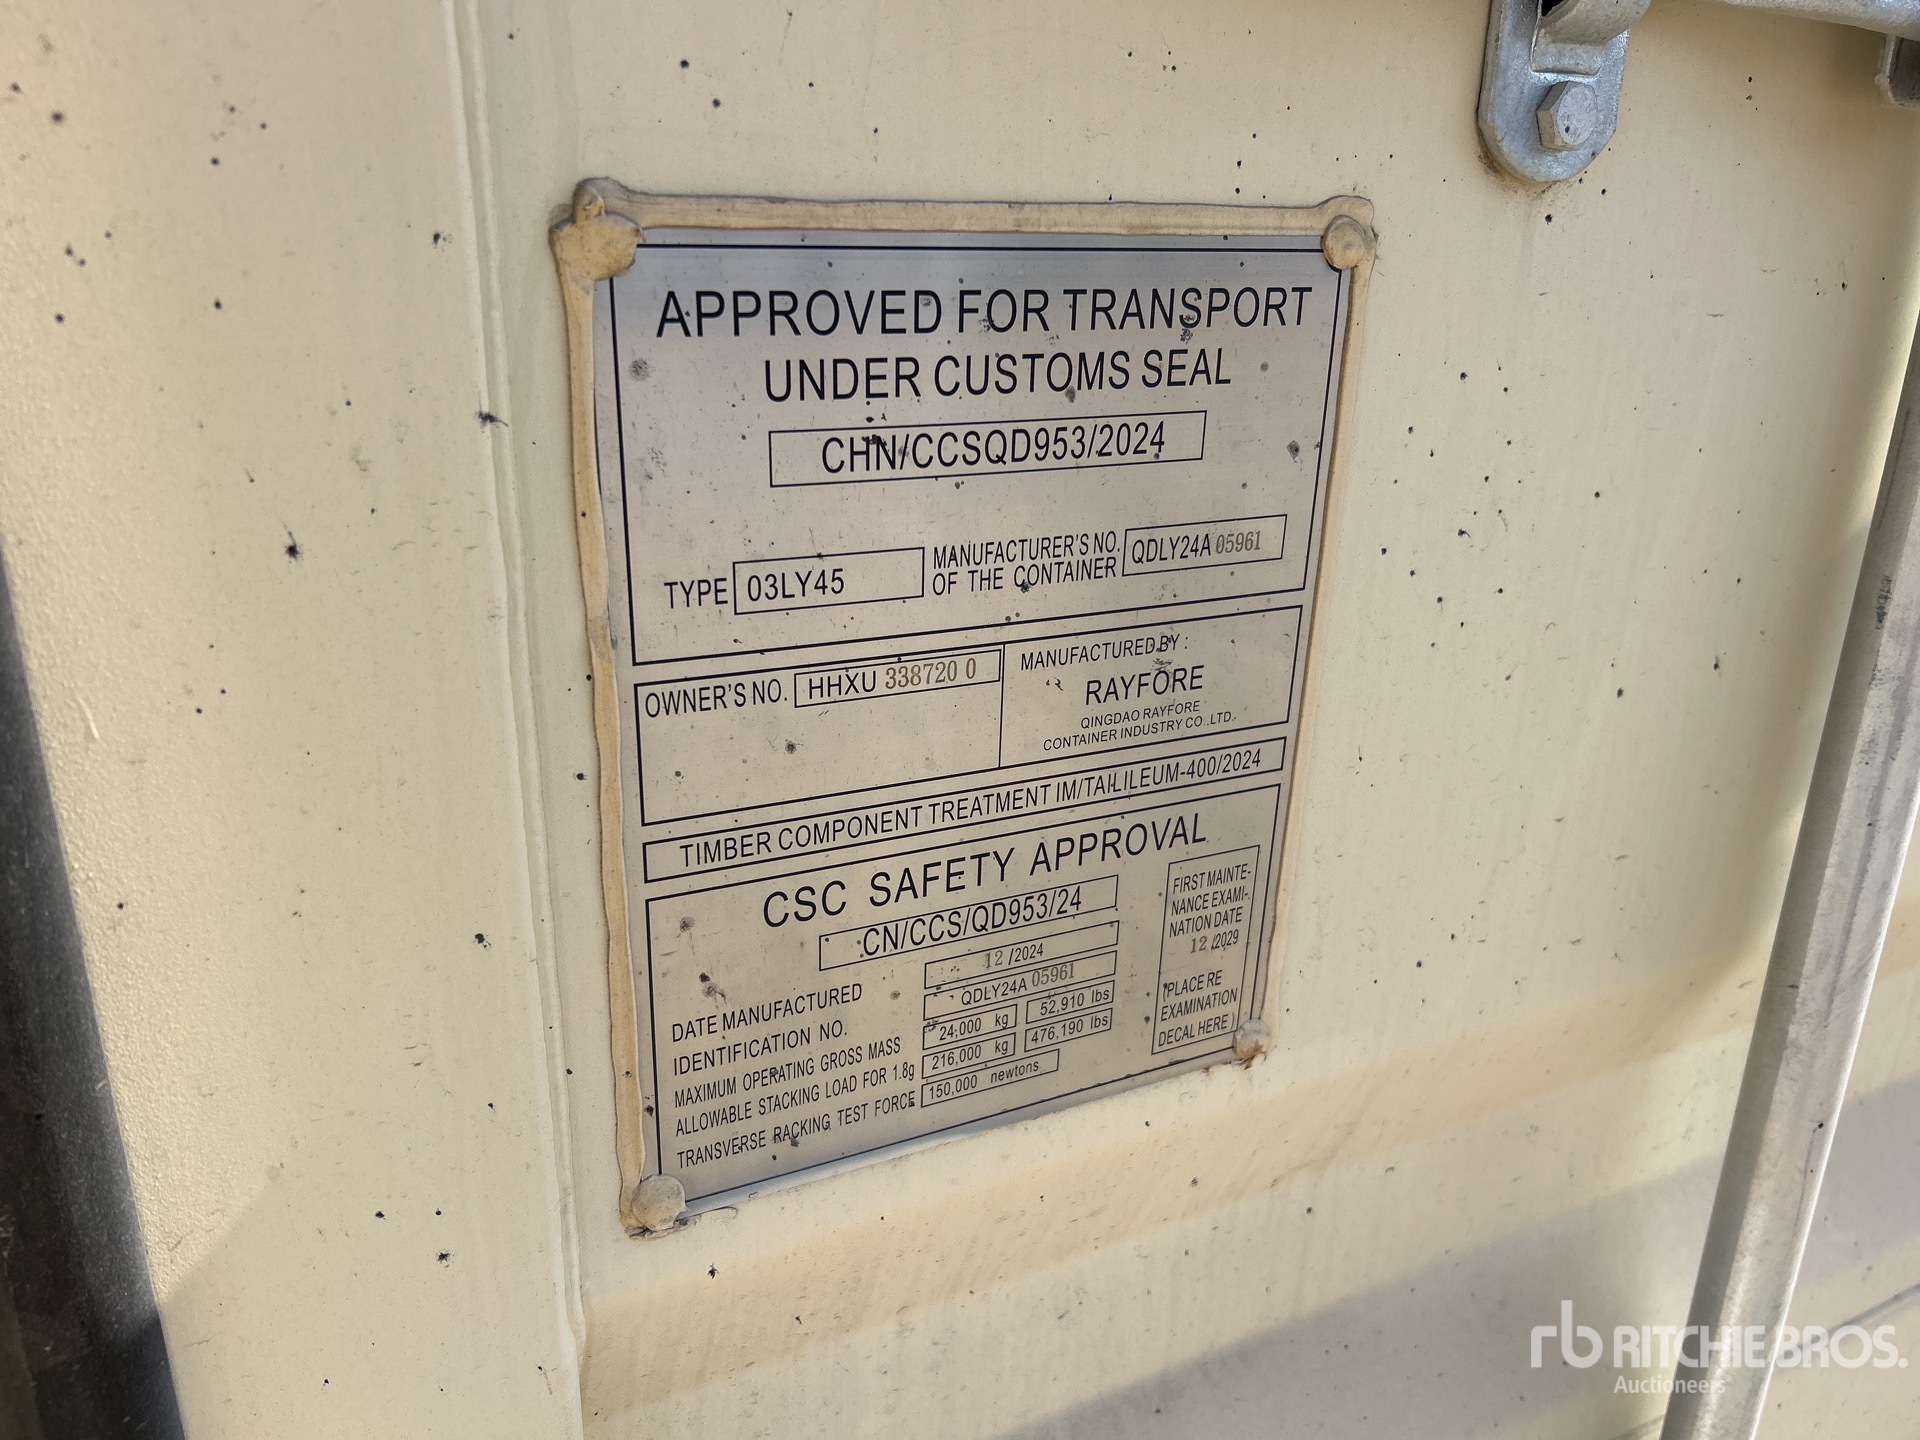 APPROVED FOR TRANSPORT
UNDER CUSTOMS SEAL
CHN/CCSQD953/2024
TYPE 03LY45
MANUFACTURER'S NO.
OF THE CONTAINER
QDLY24A 05961
OWNER'S NO. HHXU 338720 0
MANUFACTURED BY :
RAYFORE
QINGDAO RAYFORE
CONTAINER INDUSTRY CO.,LTD.
TIMBER COMPONENT TREATMENT IM/TAILILEUM-400/2024
CSC SAFETY APPROVAL
CN/CCS/QD953/24
DATE MANUFACTURED 12 /2024
IDENTIFICATION NO. QDLY24A 05961
MAXIMUM OPERATING GROSS MASS 24,000 kg 52,910 lbs
ALLOWABLE STACKING LOAD FOR 1.8g 216,000 kg 476,190 lbs
TRANSVERSE RACKING TEST FORCE 150,000 newtons
FIRST MAINTE-
NANCE EXAMI-
NATION DATE
12 /2029
(PLACE RE
EXAMINATION
DECAL HERE)
rb RITCHIE BROS.
Auctioneers